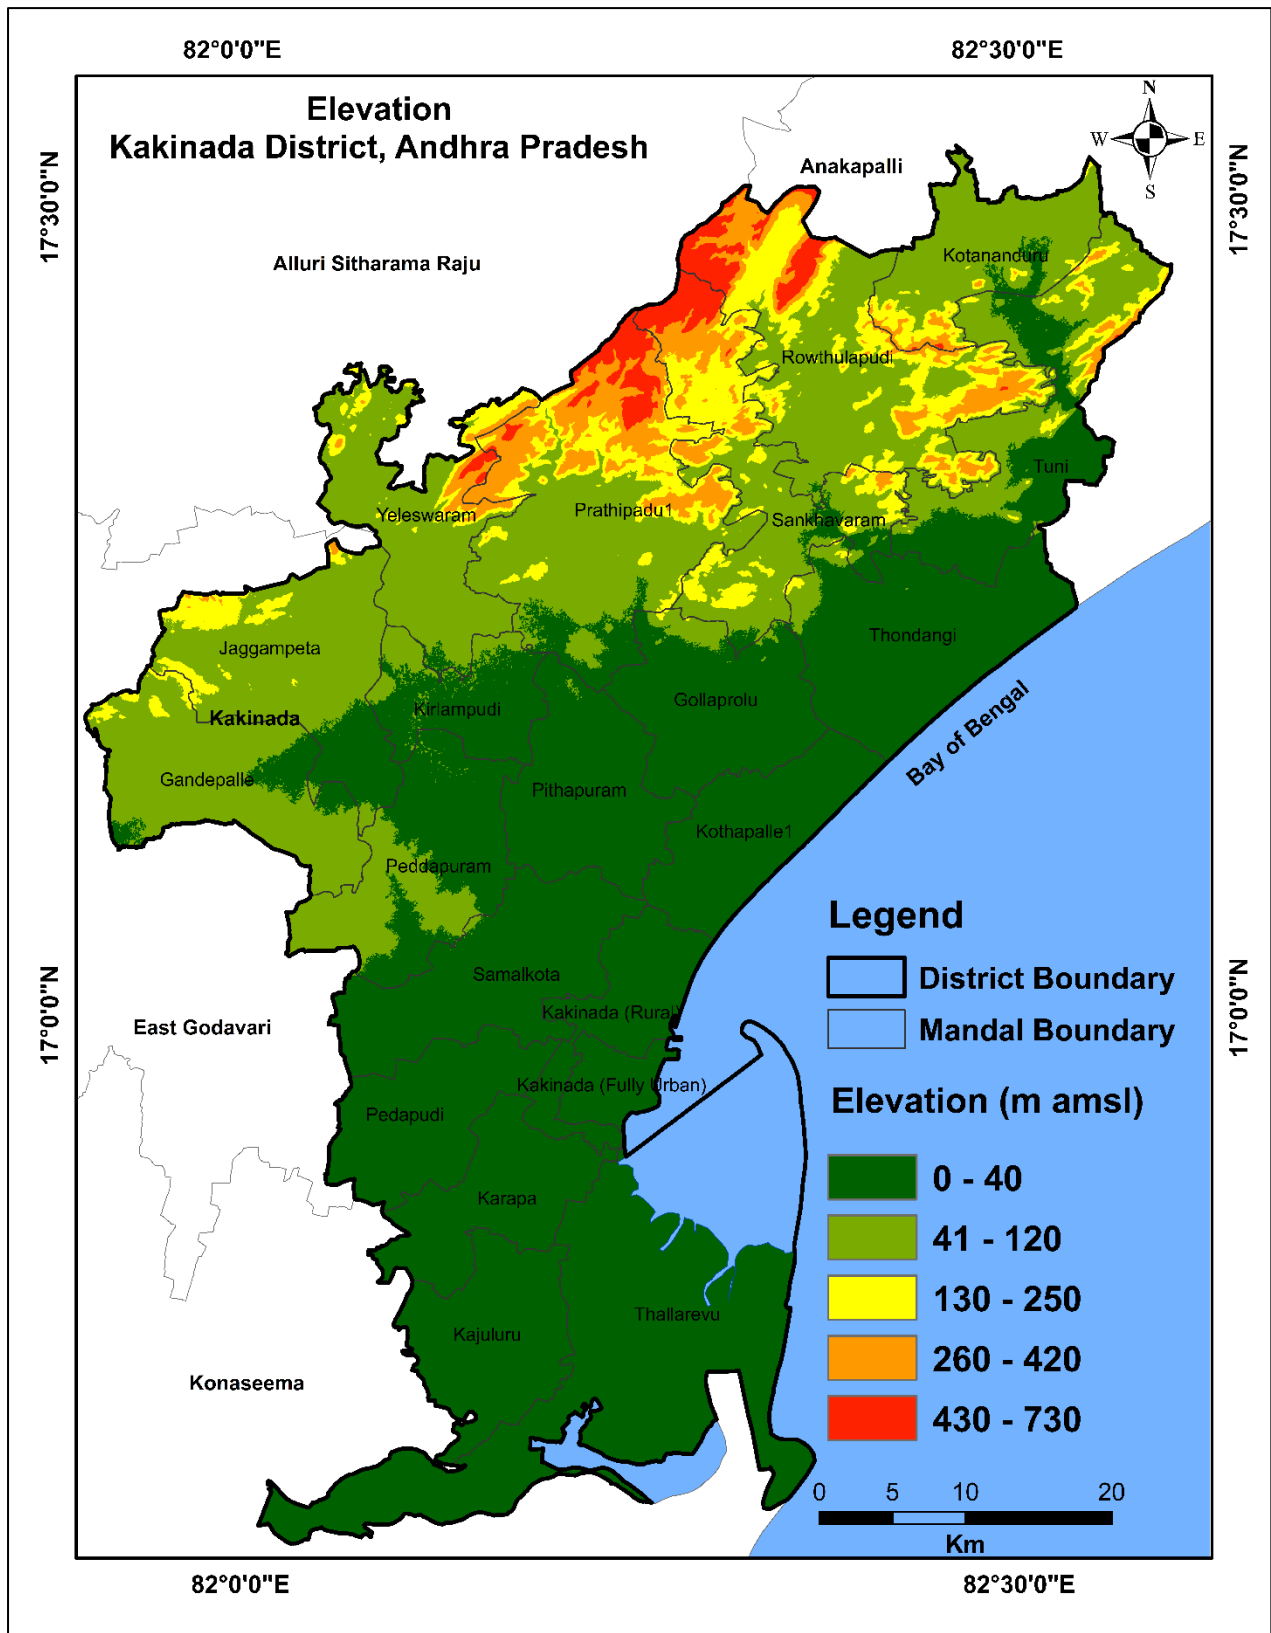 82°0'0"E
82°30'0"E
Elevation
Kakinada District, Andhra Pradesh
N
W
E
S
17°30'0"N
17°30'0"N
Anakapalli
Alluri Sitharama Raju
Kotananduru
Rowthulapudi
Tuni
Yeleswaram
Prathipadu1
Sankhavaram
Thondangi
Jaggampeta
Gollaprolu
Kirlampudi
Kakinada
Gandepalle
Pithapuram
Bay of Bengal
Kothapalle1
Peddapuram
Samalkota
Kakinada (Rural)
Kakinada (Fully Urban)
17°0'0"N
17°0'0"N
East Godavari
Pedapudi
Karapa
Thallarevu
Kajuluru
Konaseema
Legend
District Boundary
Mandal Boundary
Elevation (m amsl)
0 - 40
41 - 120
130 - 250
260 - 420
430 - 730
0 5 10 20
Km
82°0'0"E
82°30'0"E